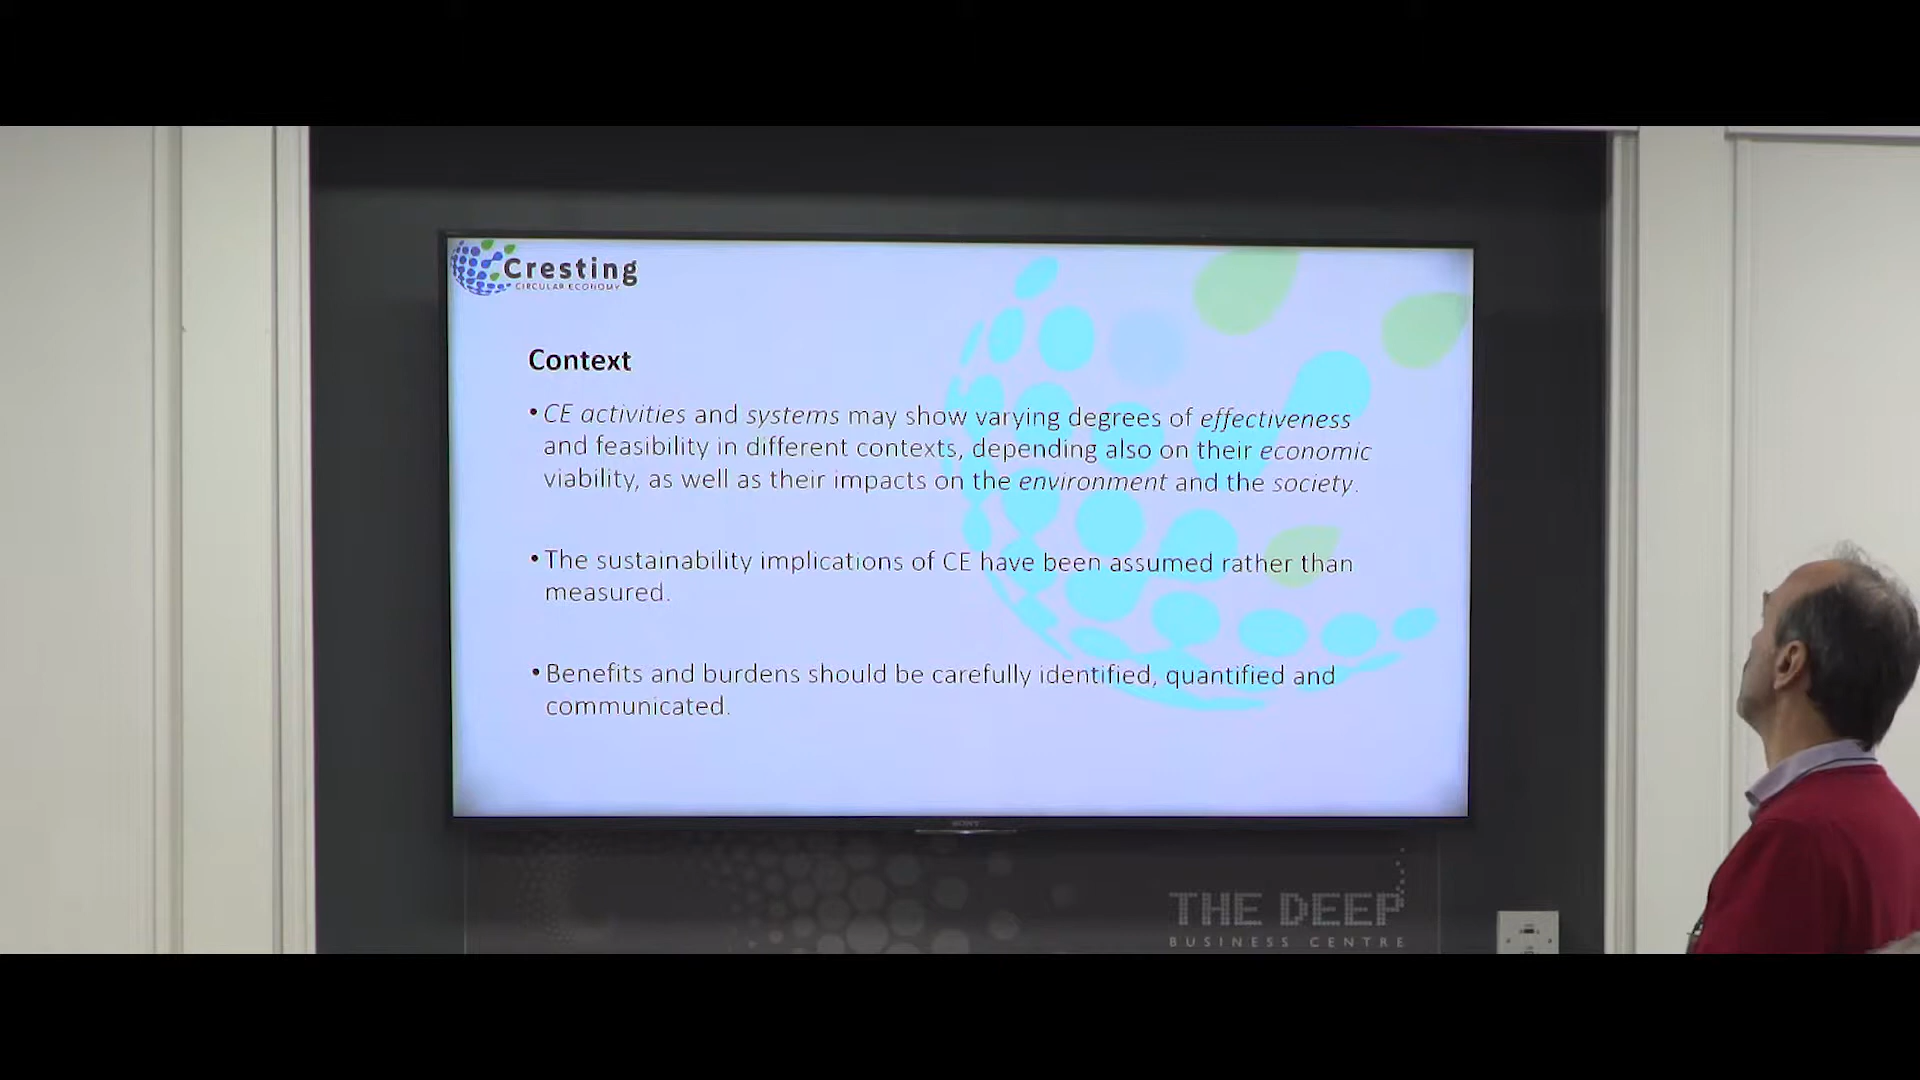 Cresting
CIRCULAR ECONOMY
Context
• CE activities and systems may show varying degrees of effectiveness
and feasibility in different contexts, depending also on their economic
viability, as well as their impacts on the environment and the society.
• The sustainability implications of CE have been assumed rather than
measured.
• Benefits and burdens should be carefully identified, quantified and
communicated.
SONY
THE DEEP
BUSINESS CENTRE